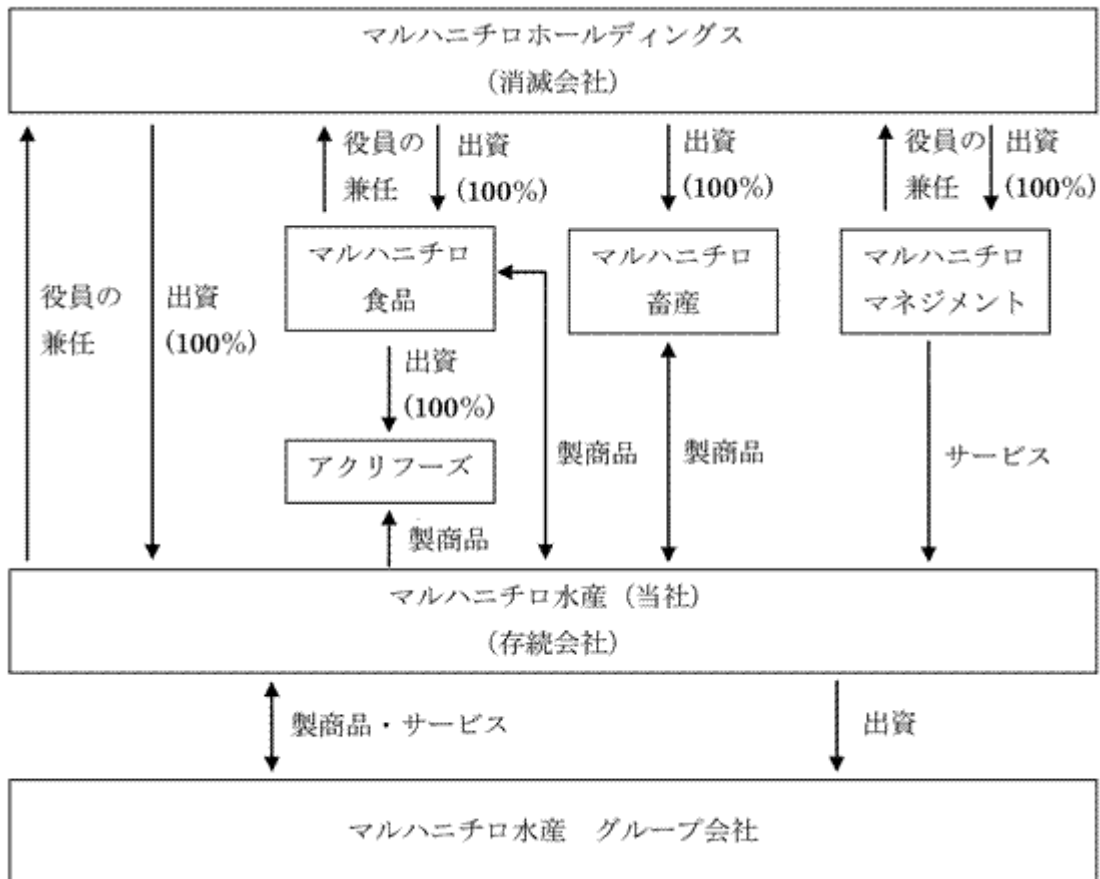 マルハニチロホールディングス
(消滅会社)
役員の
兼任
出資
(100%)
出資
(100%)
役員の
兼任
出資
(100%)
マルハニチロ
食品
マルハニチロ
畜産
マルハニチロ
マネジメント
役員の
兼任
出資
(100%)
出資
(100%)
アクリフーズ
製商品
製商品
サービス
製商品
マルハニチロ水産(当社)
(存続会社)
製商品・サービス
出資
マルハニチロ水産 グループ会社